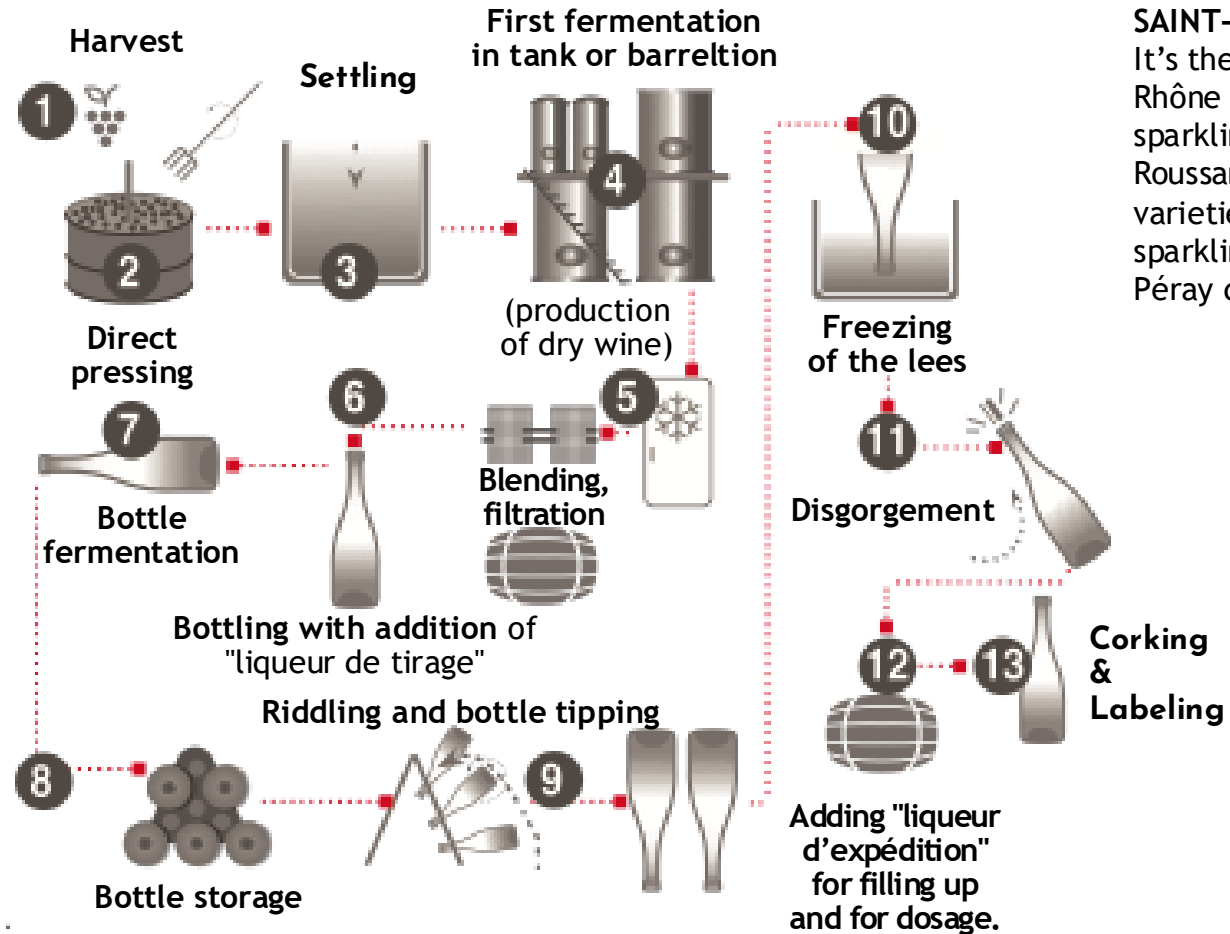 Harvest
1
2
Direct
pressing
Settling
3
First fermentation
in tank or barreltion
4
(production
of dry wine)
5
Blending,
filtration
6
Bottling with addition of
"liqueur de tirage"
7
Bottle
fermentation
8
Bottle storage
Riddling and bottle tipping
9
10
Freezing
of the lees
11
Disgorgement
12
Adding "liqueur
d’expédition"
for filling up
and for dosage.
13
Corking
&
Labeling
SAINT-
It’s the
Rhône
sparklin
Roussar
varietie
sparklin
Péray